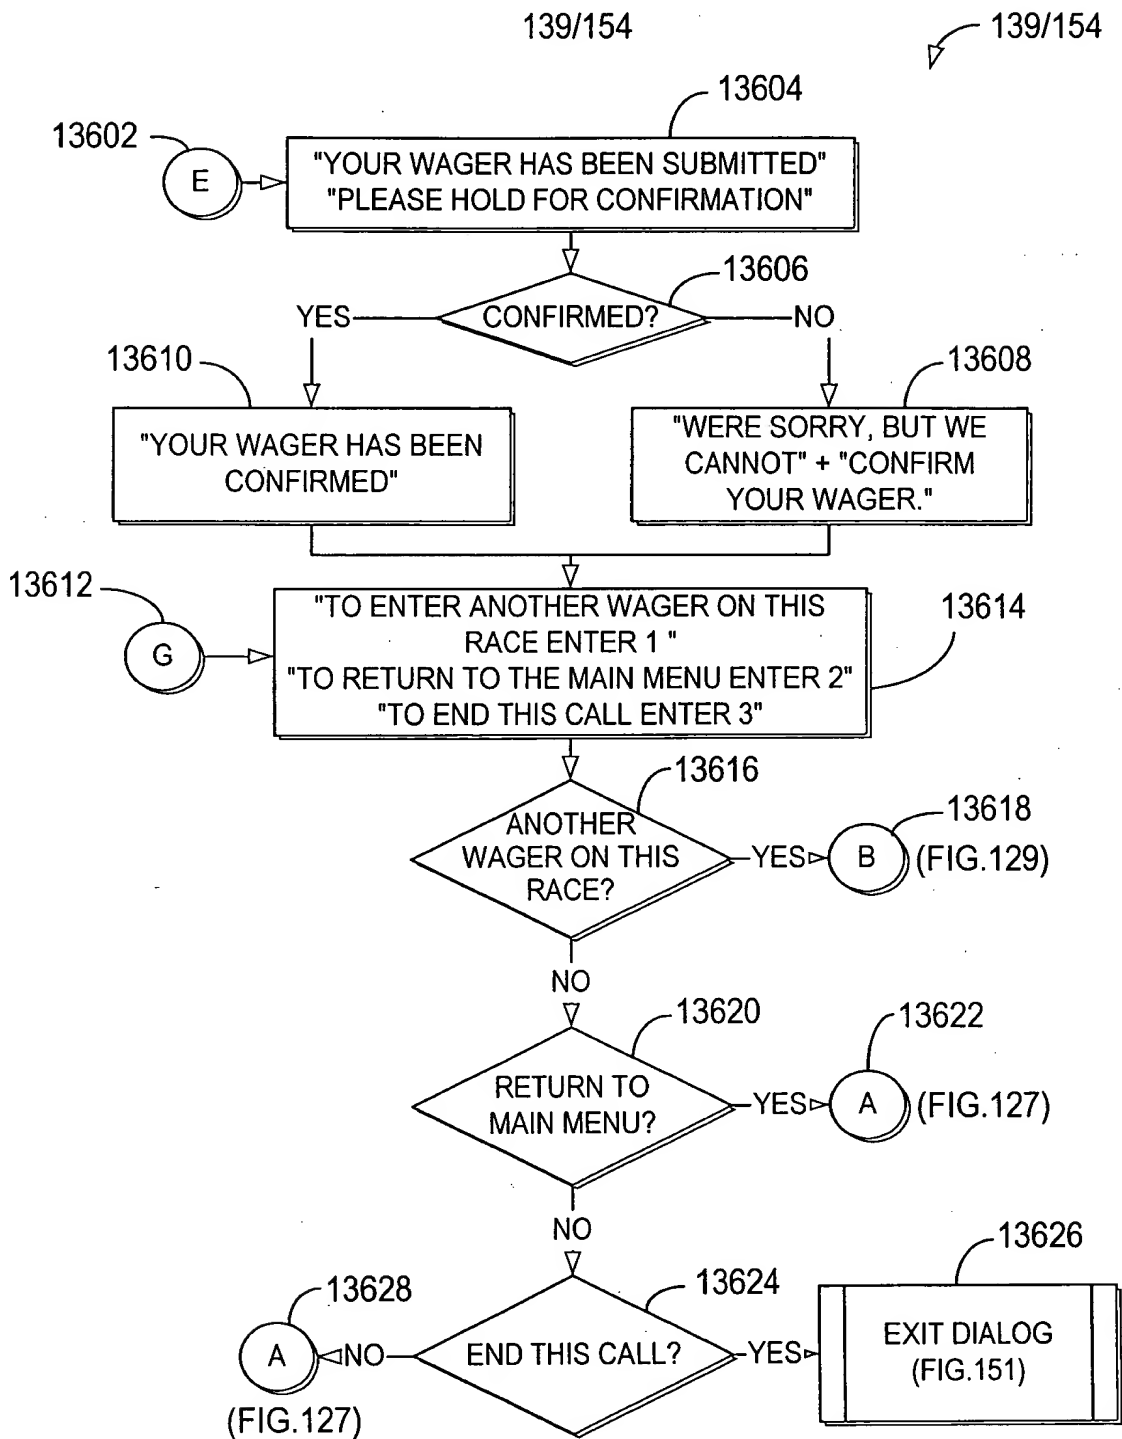 139/154
139/154
13604
13602
E
"YOUR WAGER HAS BEEN SUBMITTED"
"PLEASE HOLD FOR CONFIRMATION"
13606
YES
CONFIRMED?
NO
13610
13608
"YOUR WAGER HAS BEEN
CONFIRMED"
"WERE SORRY, BUT WE
CANNOT" + "CONFIRM
YOUR WAGER."
13612
G
"TO ENTER ANOTHER WAGER ON THIS
RACE ENTER 1 "
"TO RETURN TO THE MAIN MENU ENTER 2"
"TO END THIS CALL ENTER 3"
13614
13616
ANOTHER
WAGER ON THIS
RACE?
YES
13618
B
(FIG.129)
NO
13620
RETURN TO
MAIN MENU?
YES
13622
A
(FIG.127)
NO
13624
13628
A
(FIG.127)
NO
END THIS CALL?
YES
13626
EXIT DIALOG
(FIG.151)